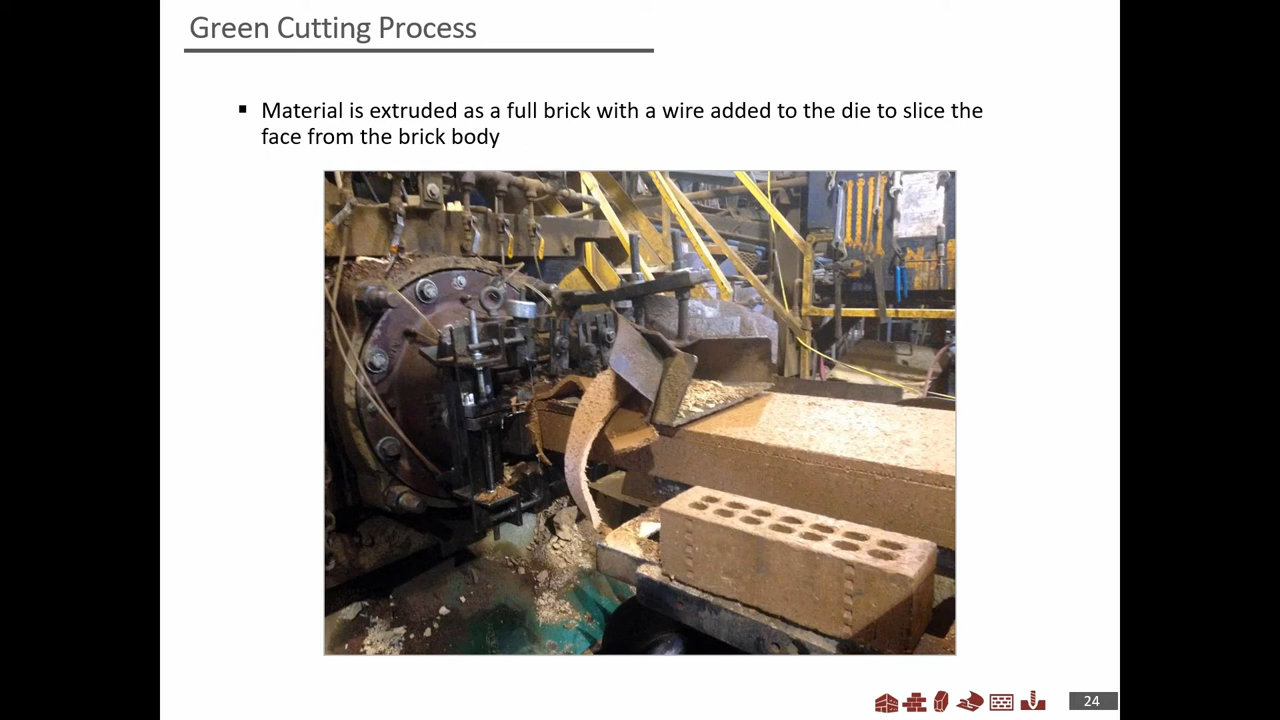 Green Cutting Process
▪ Material is extruded as a full brick with a wire added to the die to slice the
face from the brick body
24